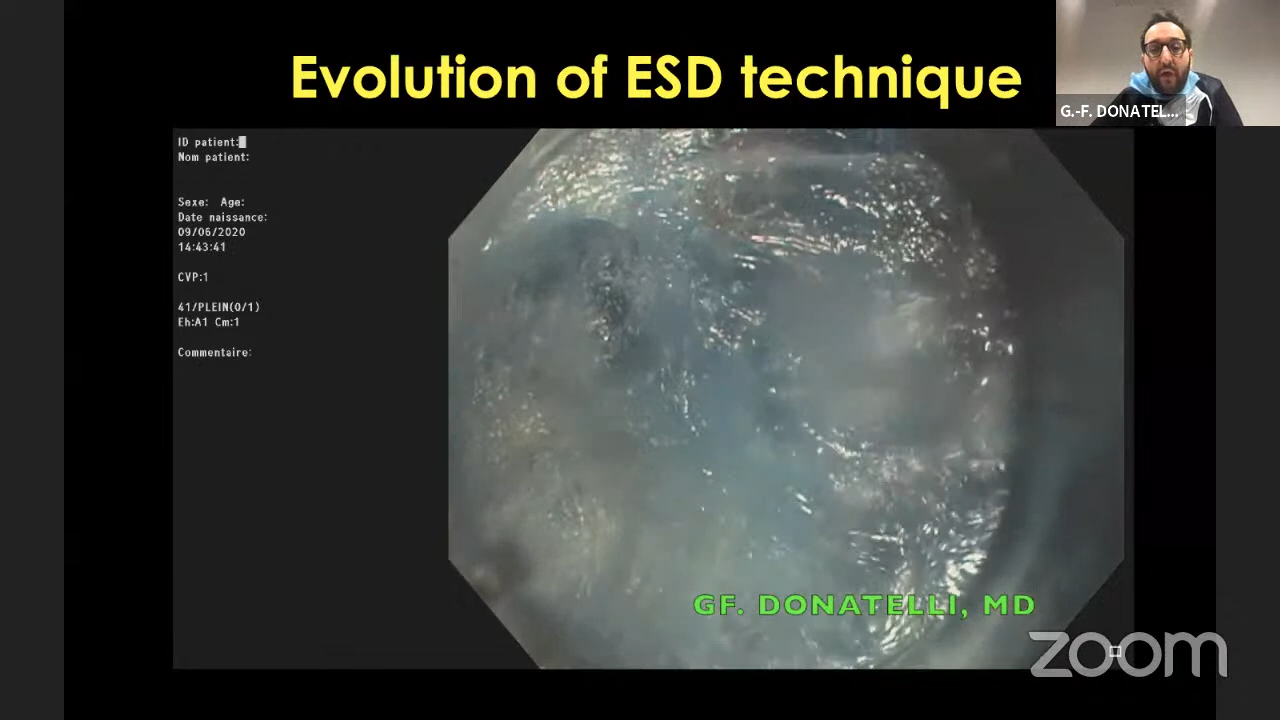 Evolution of ESD technique
G.-F. DONATEL...
ID patient:
Nom patient:
Sexe: Age:
Date naissance:
09/06/2020
14:43:41
CVP:1
41/PLEIN(0/1)
Eh:A1 Cm:1
Commentaire:
GF. DONATELLI, MD
zoom